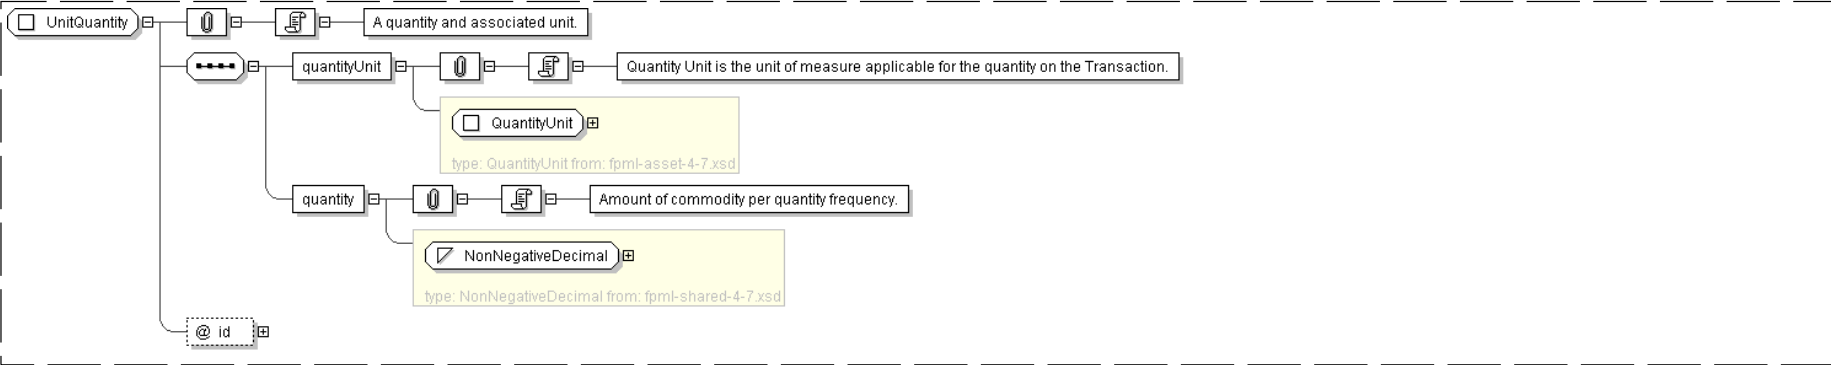 UnitQuantity
A quantity and associated unit.
quantityUnit
Quantity Unit is the unit of measure applicable for the quantity on the Transaction.
QuantityUnit
type: QuantityUnit from: fpml-asset-4-7.xsd
quantity
Amount of commodity per quantity frequency.
NonNegativeDecimal
type: NonNegativeDecimal from: fpml-shared-4-7.xsd
@ id